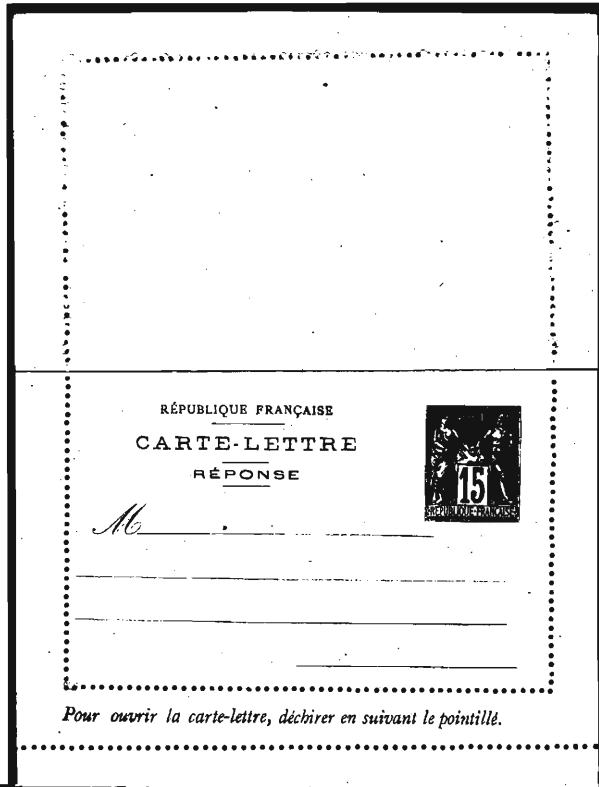 RÉPUBLIQUE FRANÇAISE
CARTE-LETTRE
RÉPONSE
15
RÉPUBLIQUE FRANÇAISE
M
Pour ouvrir la carte-lettre, déchirer en suivant le pointillé.